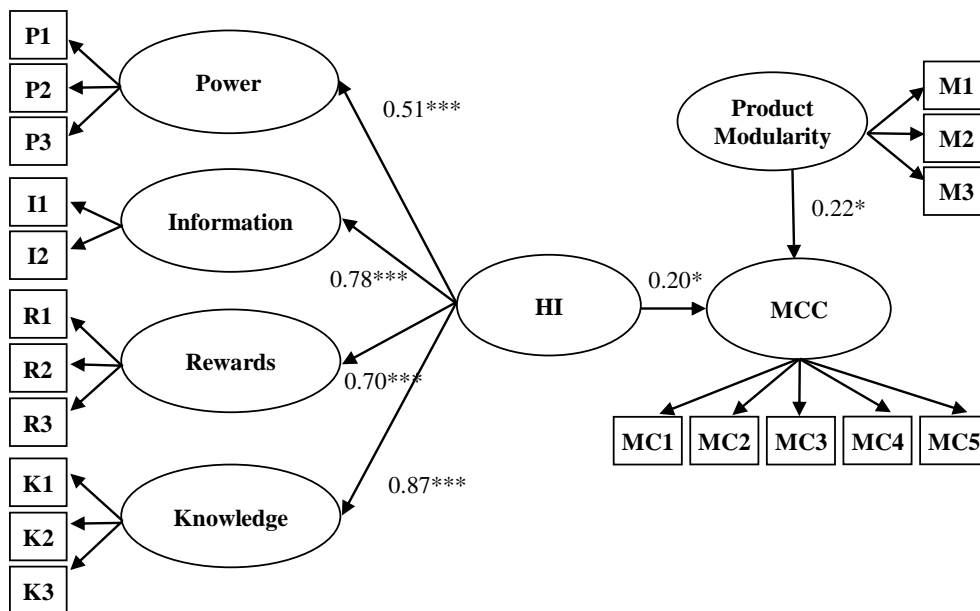 P1
P2
P3
Power
0.51***
I1
I2
Information
0.78***
R1
R2
R3
Rewards
0.70***
K1
K2
K3
Knowledge
0.87***
HI
0.20*
Product
Modularity
M1
M2
M3
0.22*
MCC
MC1
MC2
MC3
MC4
MC5